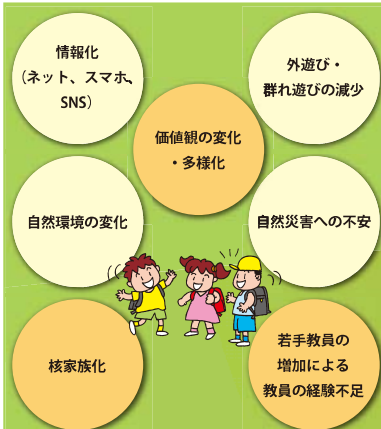 情報化
（ネット、スマホ、
SNS）
外遊び・
群れ遊びの減少
価値観の変化
・多様化
自然環境の変化
自然災害への不安
核家族化
若手教員の
増加による
教員の経験不足